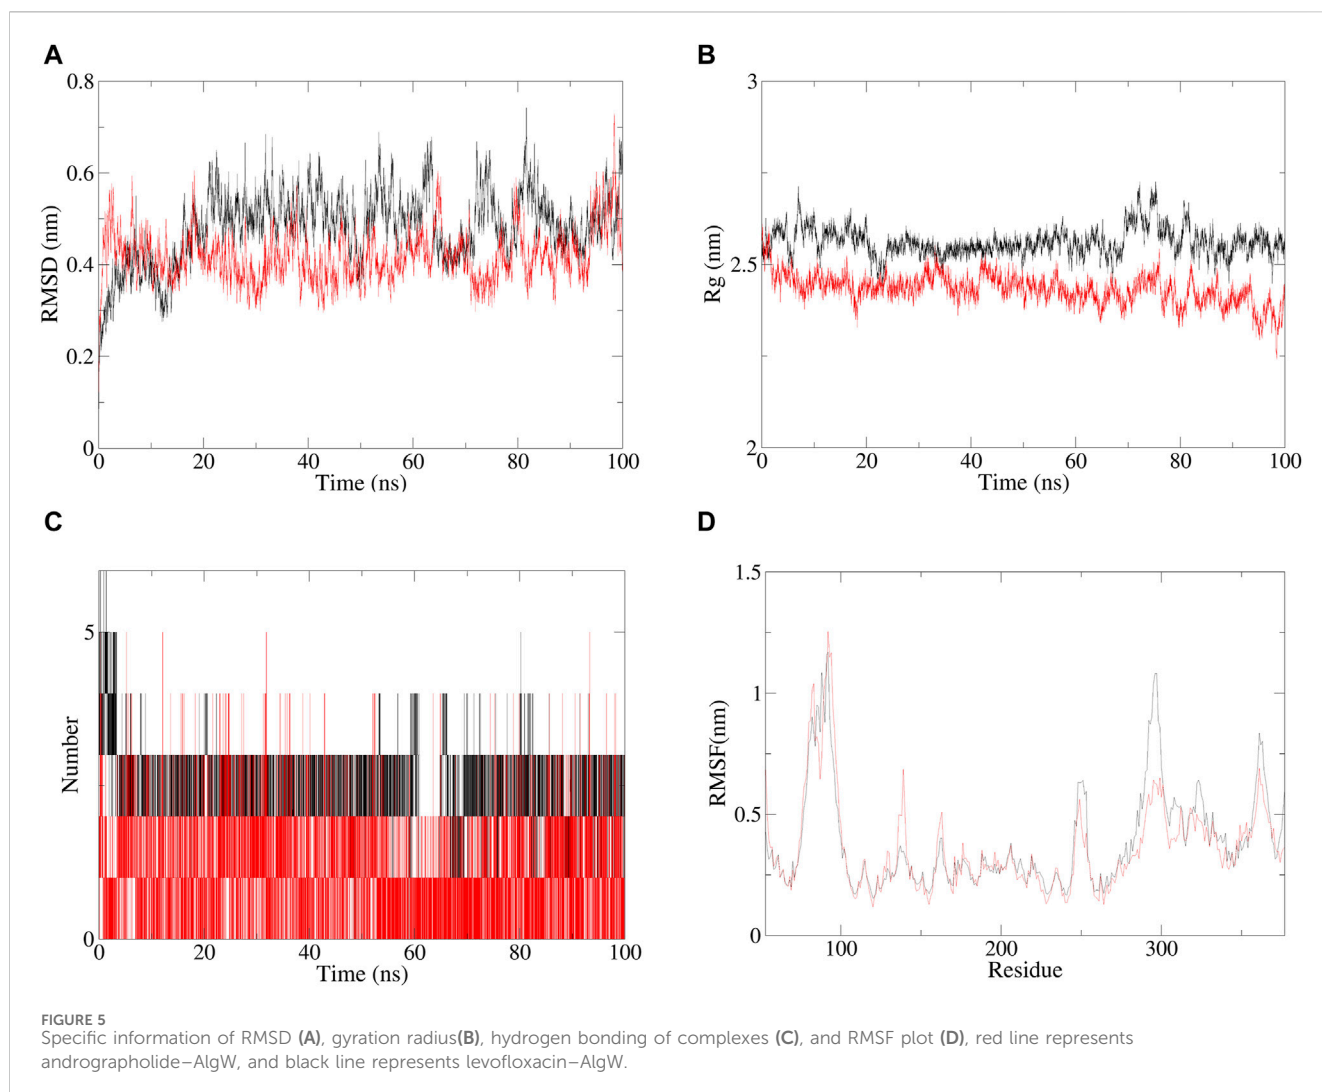 A
B
0.8
0.6
0.4
0.2
0
RMSD (nm)
0 20 40 60 80 100
Time (ns)
3
2.5
2
Rg (nm)
0 20 40 60 80 100
Time (ns)
C
D
5
0
Number
0 20 40 60 80 100
Time (ns)
1.5
1
0.5
0
RMSF(nm)
100 200 300
Residue
FIGURE 5
Specific information of RMSD (A), gyration radius(B), hydrogen bonding of complexes (C), and RMSF plot (D), red line represents
andrographolide–AlgW, and black line represents levofloxacin–AlgW.